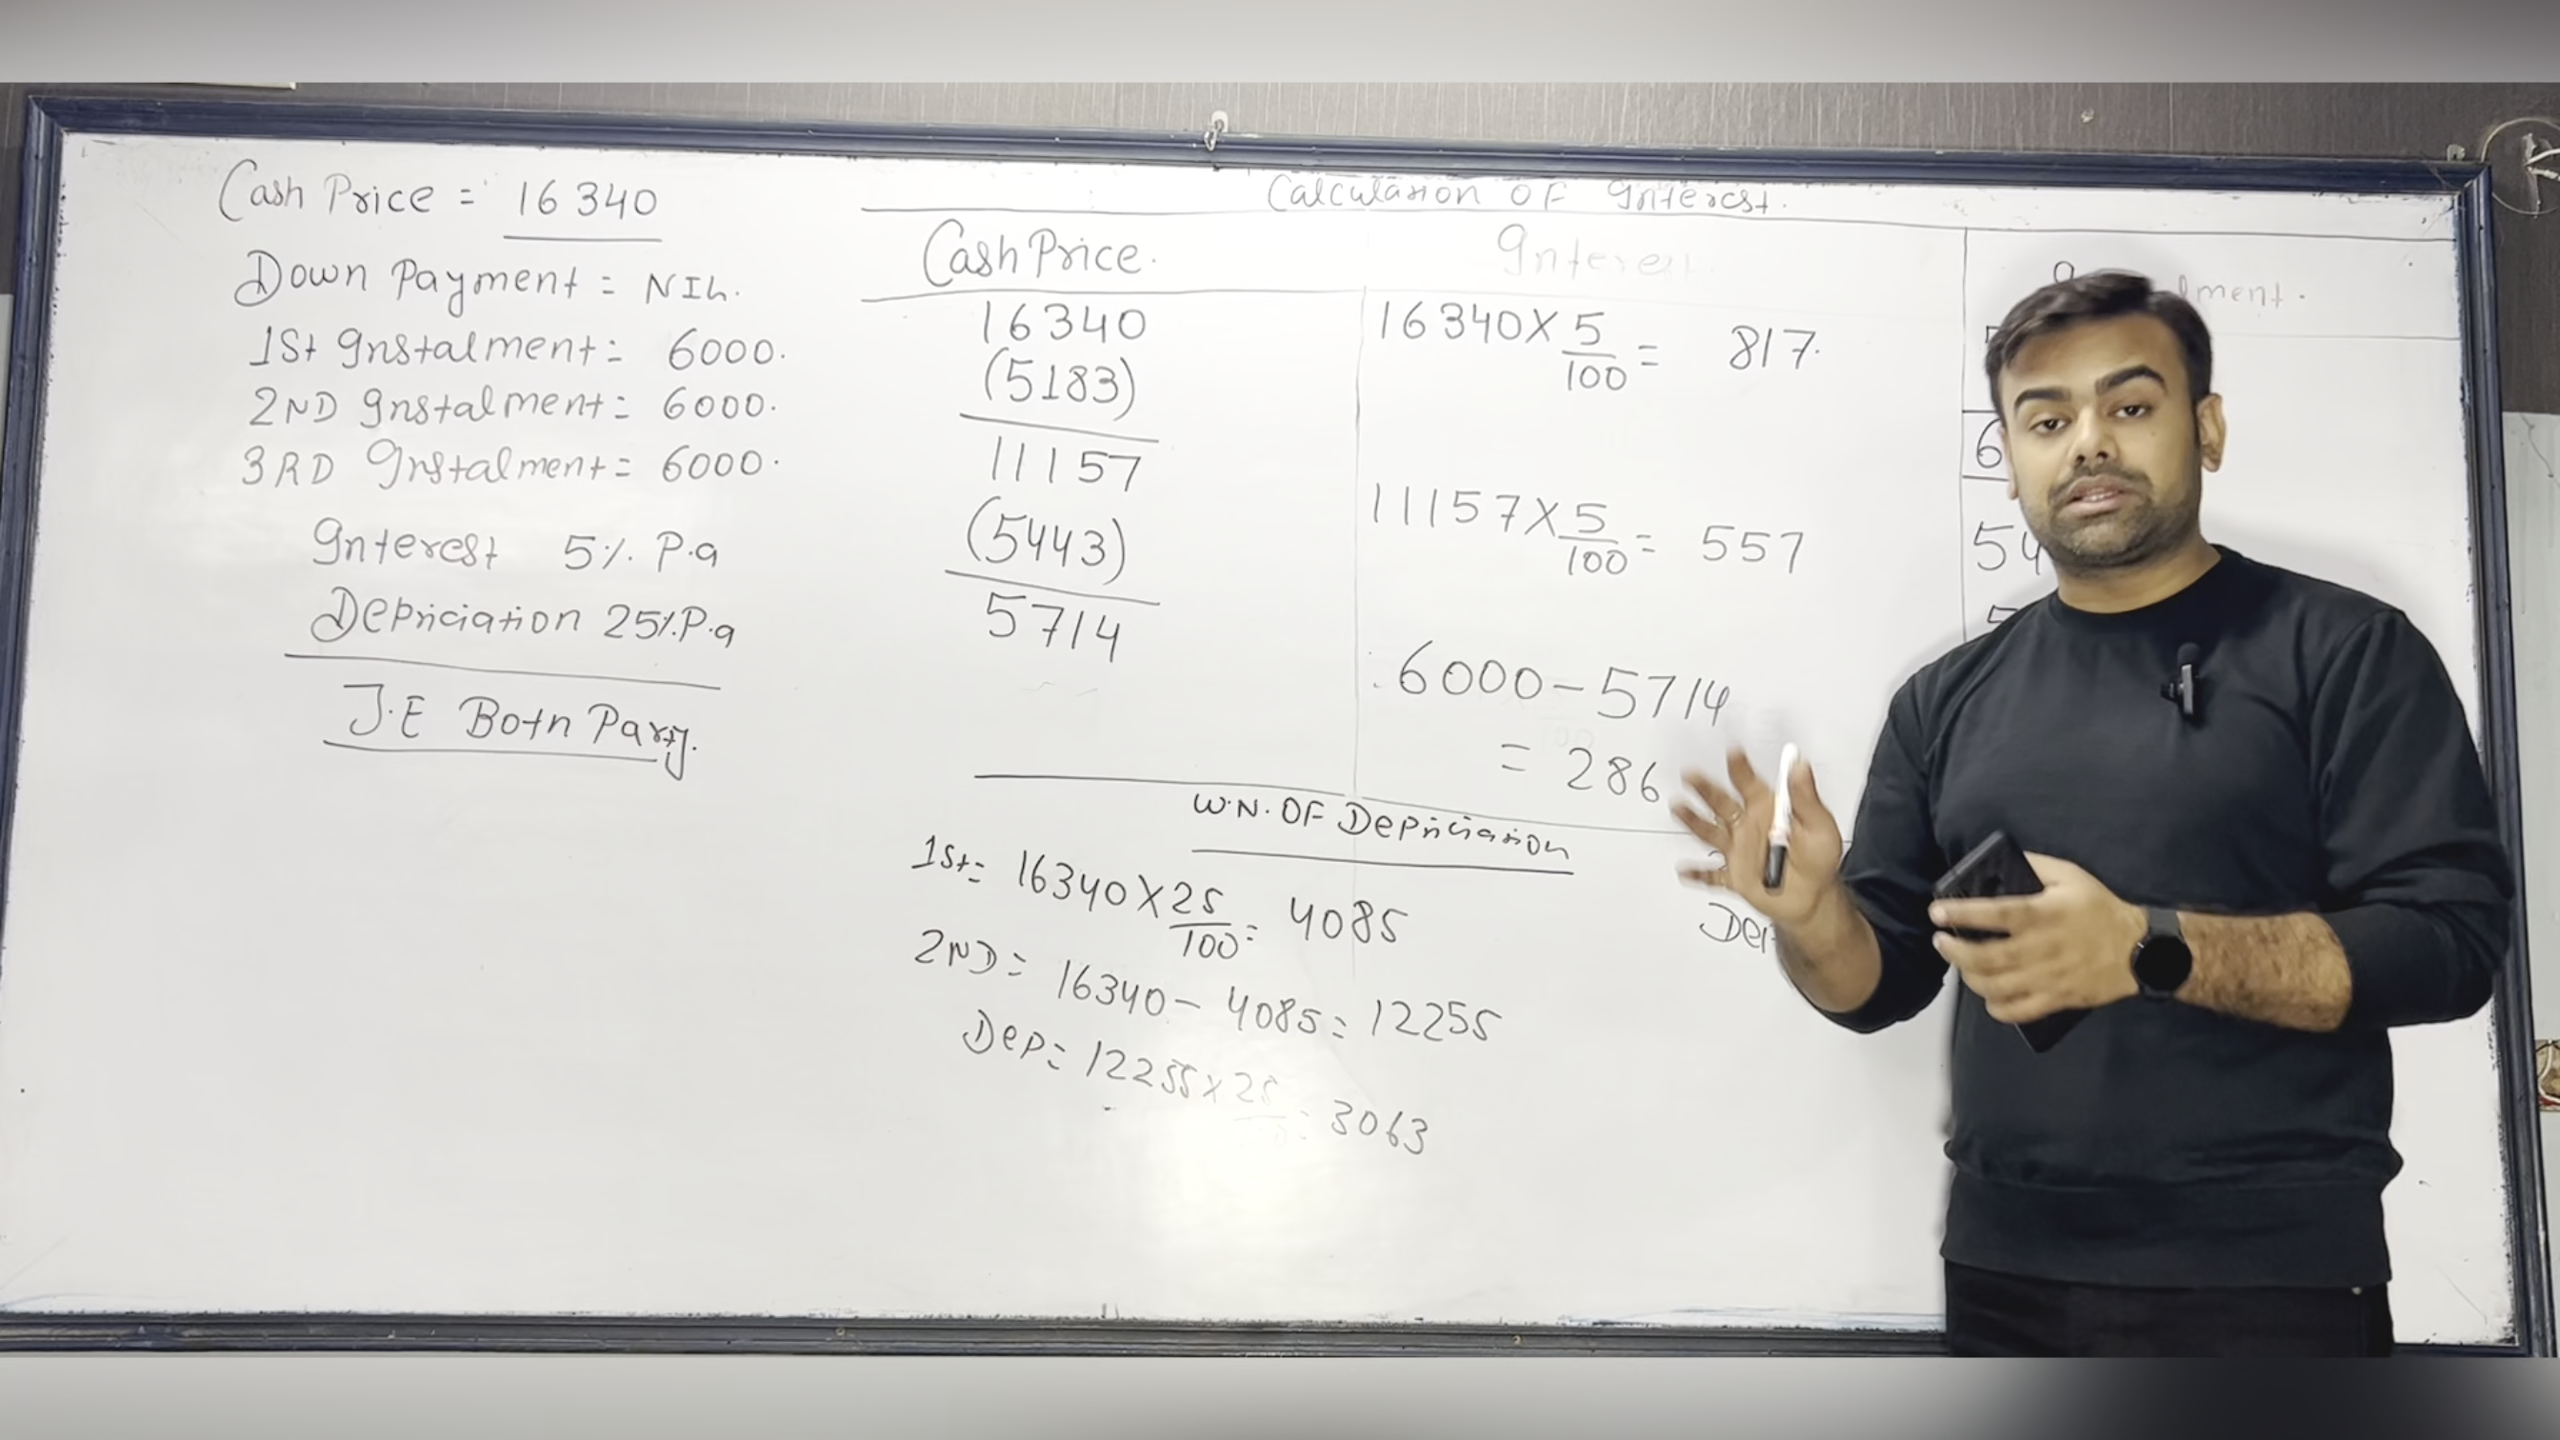 Cash Price = 16340
Down Payment = NIL.
1St Instalment = 6000.
2ND Instalment = 6000.
3RD Instalment = 6000.
Interest 5%. P.a
Depriciation 25%.P.a
J.E Both Party.
Calculation OF Interest.
Cash Price.
Interest
16340
(5183)
11157
(5443)
5714
16340 X 5/100 = 817.
11157 X 5/100 = 557
6000 - 5714
= 286
6
54
5
W.N. OF Depriciation
1St = 16340 X 25/100 = 4085
2ND = 16340 - 4085 = 12255
Dep = 12255 x 25 = 3063